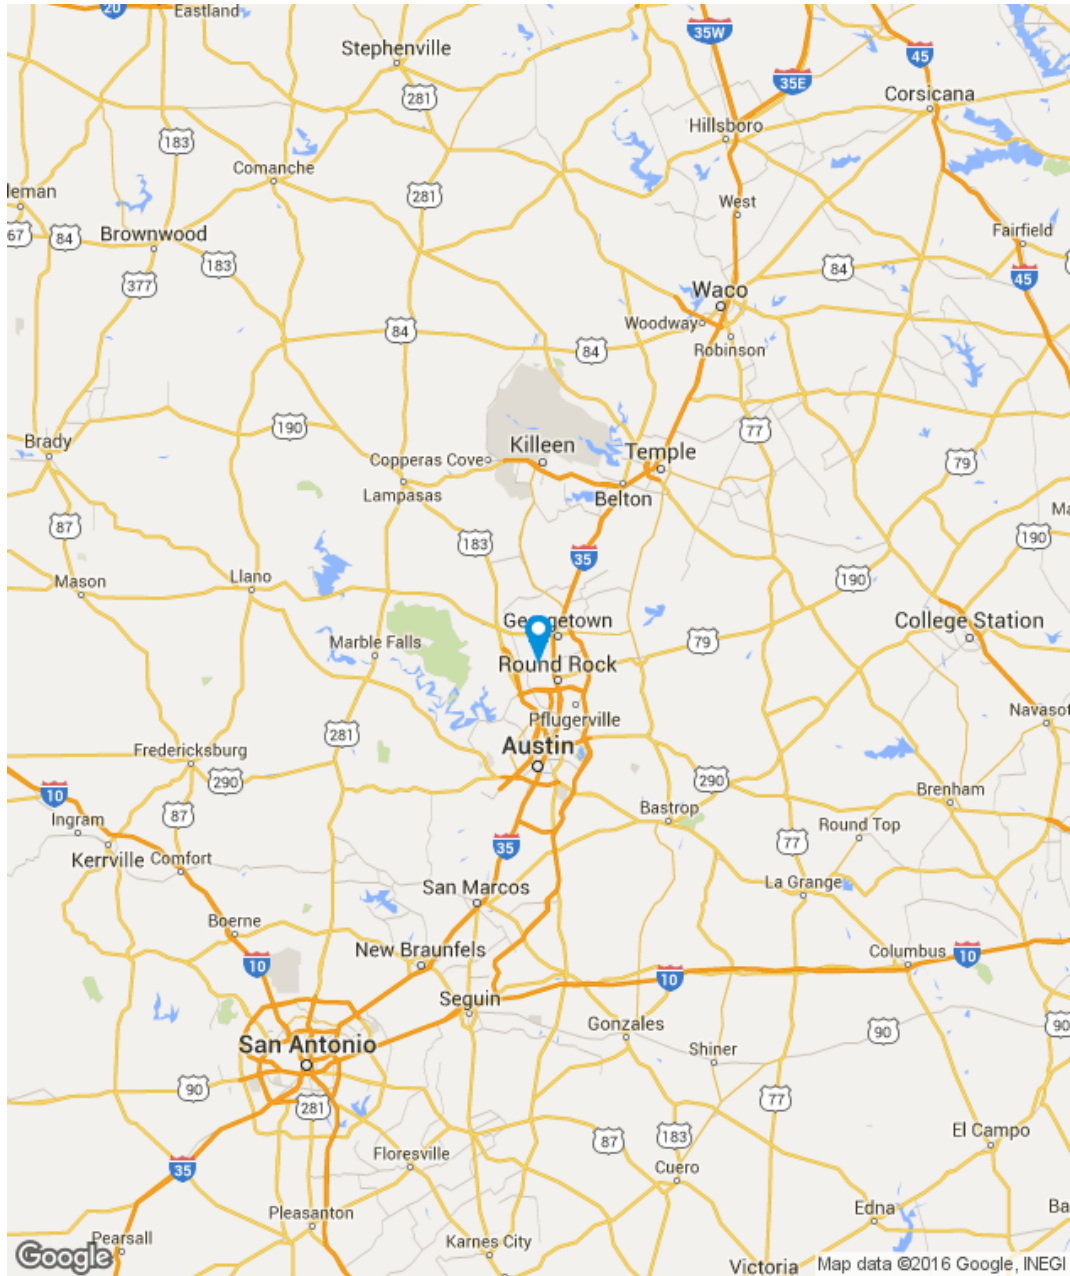 20
Eastland
35W
Stephenville
45
35E
281
Corsicana
Hillsboro
183
Comanche
leman
281
West
67
84
Brownwood
Fairfield
183
84
45
377
Waco
Woodway
84
84
Robinson
190
77
Brady
Killeen
Temple
Copperas Cove
79
Lampasas
Belton
Ma
87
190
183
35
Mason
Llano
190
Georgetown
College Station
Marble Falls
79
Round Rock
Navasot
Pflugerville
281
Fredericksburg
Austin
290
290
10
Brenham
Ingram
87
Bastrop
Round Top
Kerrville
Comfort
35
77
San Marcos
La Grange
Boerne
New Braunfels
Columbus
10
10
10
Seguin
Gonzales
90
90
San Antonio
Shiner
90
281
77
El Campo
87
183
35
Floresville
Cuero
Pleasanton
Edna
Ba
Pearsall
Karnes City
Google
Victoria
Map data ©2016 Google, INEGI